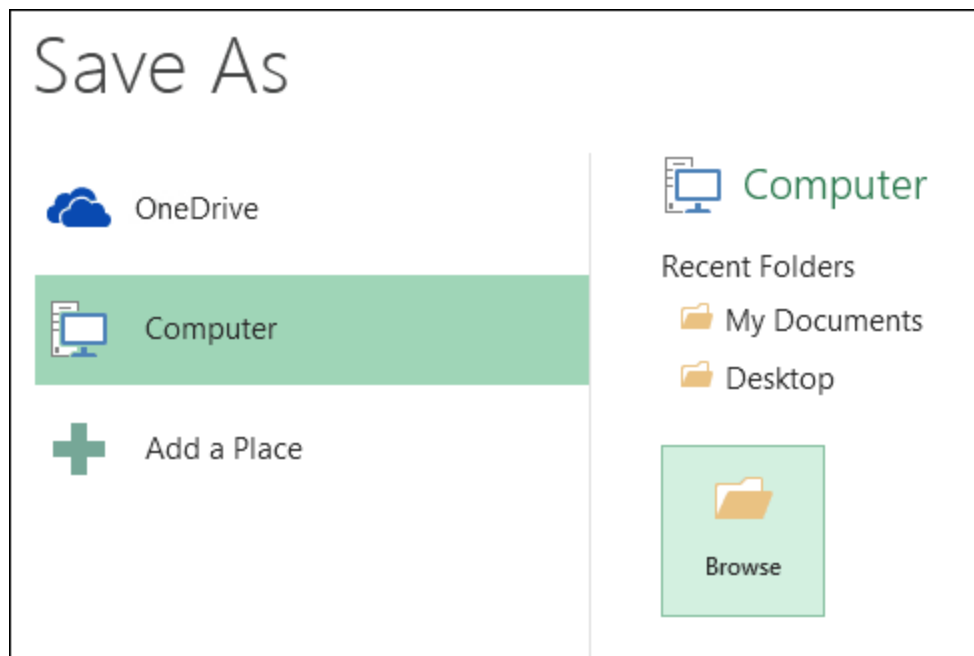 Save As
OneDrive
Computer
Add a Place
Computer
Recent Folders
My Documents
Desktop
Browse